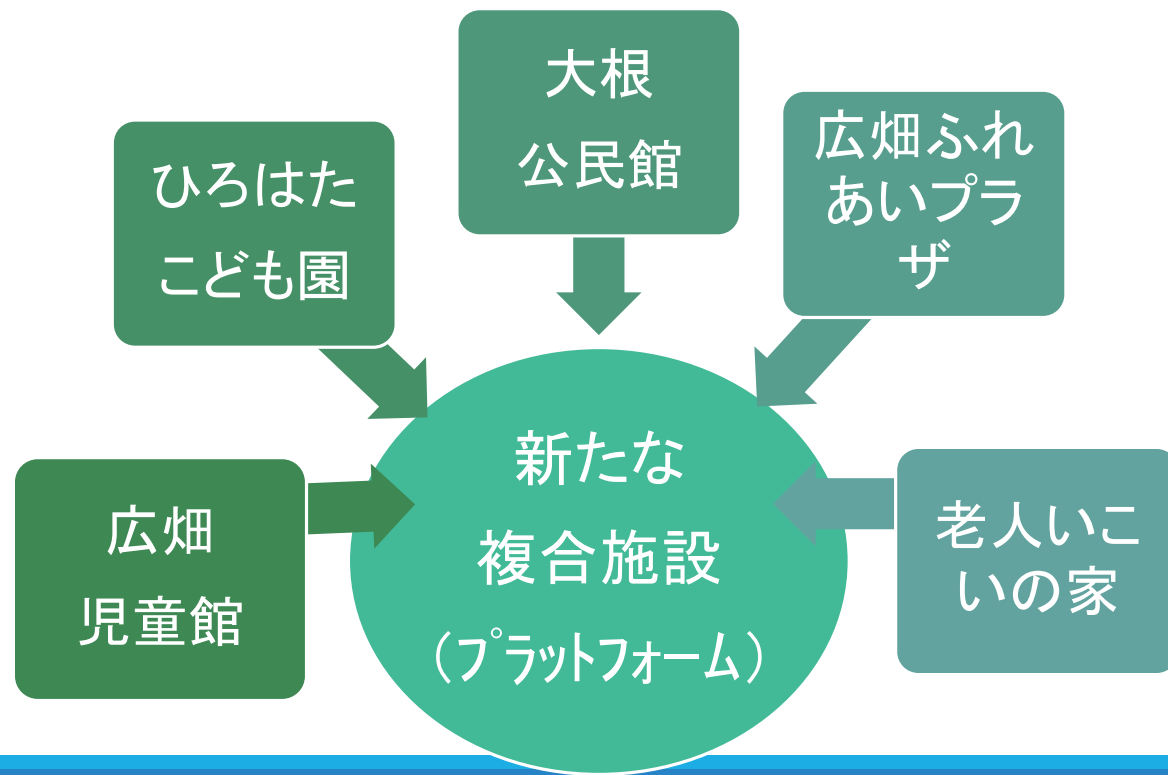 大根
公民館
広畑ふれ
あいプラ
ザ
ひろはた
こども園
新たな
複合施設
（プラットフォーム）
広畑
児童館
老人いこ
いの家